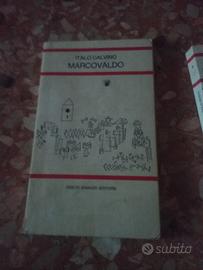 ITALO CALVINO
MARCOVALDO
GIULIO EINAUDI EDITORE
subito